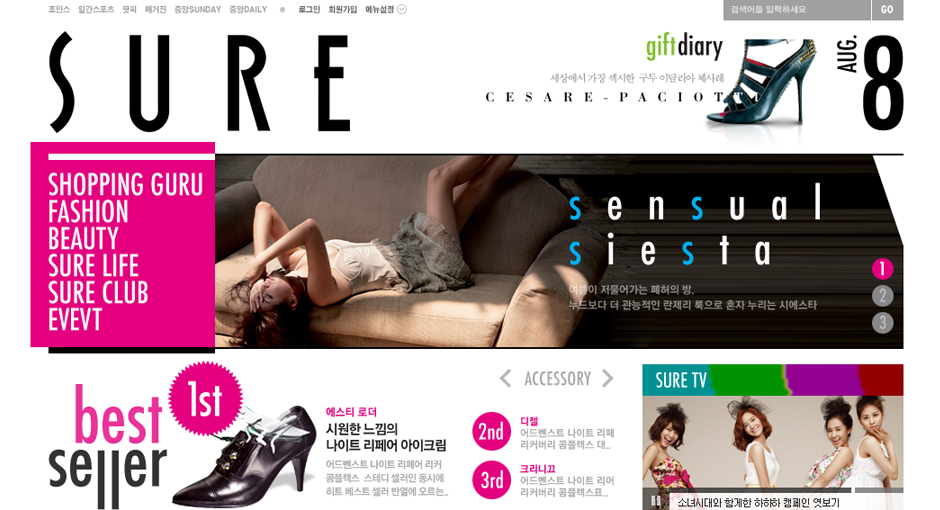 조인스 일간스포츠 팟찌 매거진 중앙SUNDAY 중앙DAILY 로그인 회원가입 메뉴설정
검색어를 입력하세요 GO
SURE
giftdiary
세상에서 가장 섹시한 구두 이탈리아 체사레
CESARE-PACIOTTI
AUG.
8
SHOPPING GURU
FASHION
BEAUTY
SURE LIFE
SURE CLUB
EVEVT
sensual
siesta
여름이 저물어가는 폐허의 방.
누드보다 더 관능적인 란제리 룩으로 혼자 누리는 시에스타
1
2
3
best
seller
1st
에스티 로더
시원한 느낌의
나이트 리페어 아이크림
어드벤스트 나이트 리페어 리커
콤플렉스 스테디 셀러인 동시에
히트 베스트 셀러 반열에 오르는..
ACCESSORY
2nd
디젤
어드벤스트 나이트 리페
리커버리 콤플렉스 대..
3rd
크리니끄
어드벤스트 나이트 리어
리커버리 콤플렉스표...
SURE TV
소녀시대와 함께한 하하하 캠페인 엿보기